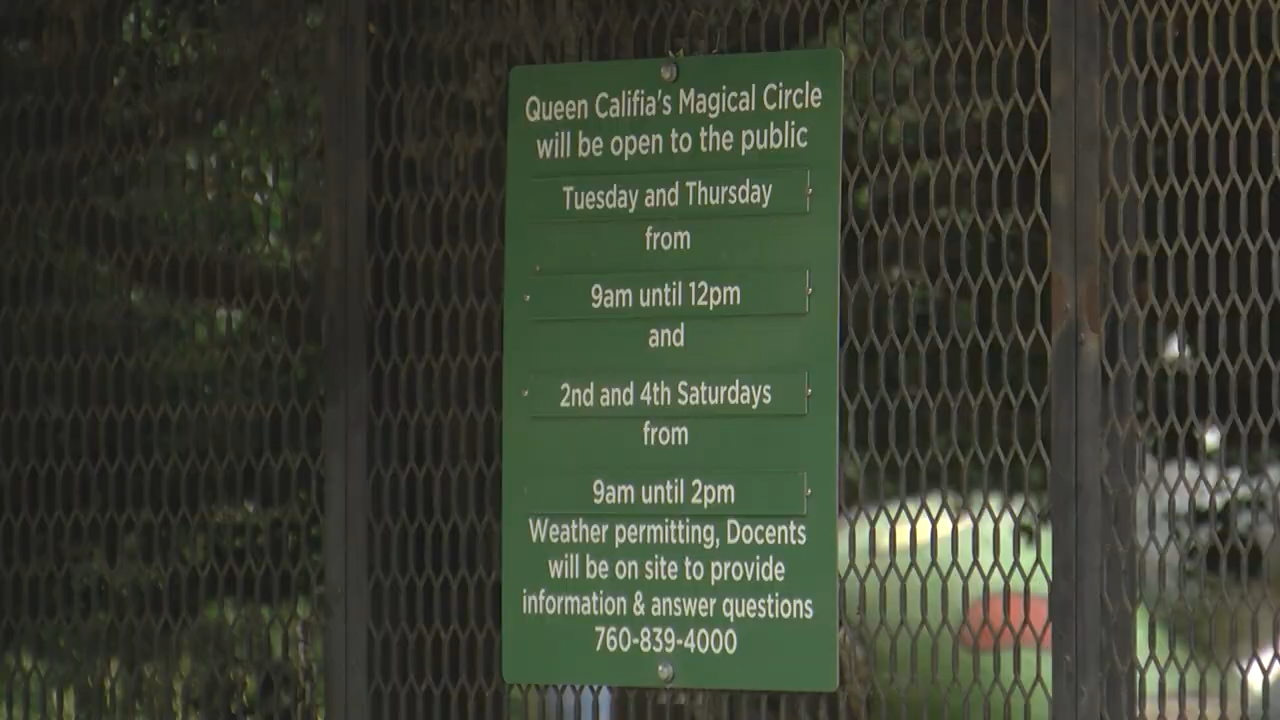 Queen Califia's Magical Circle
will be open to the public
Tuesday and Thursday
from
9am until 12pm
and
2nd and 4th Saturdays
from
9am until 2pm
Weather permitting, Docents
will be on site to provide
information & answer questions
760-839-4000